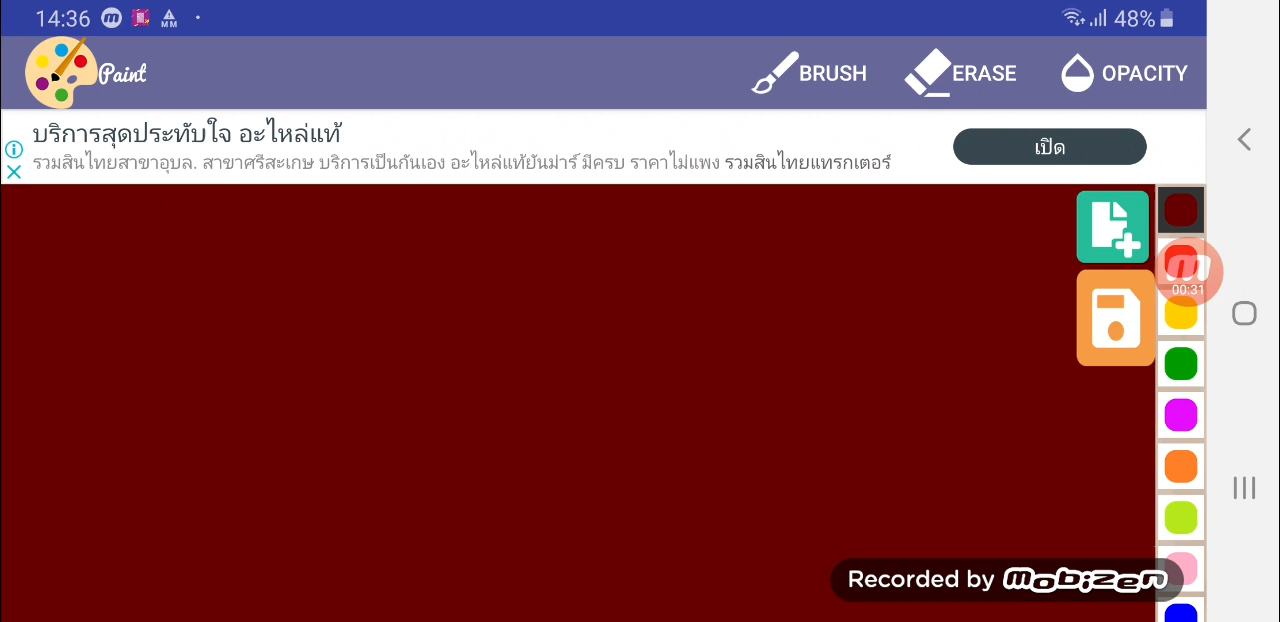 14:36
48%
Paint
BRUSH
ERASE
OPACITY
บริการสุดประทับใจ อะไหล่แท้
รวมสินไทยสาขาอุบล. สาขาศรีสะเกษ บริการเป็นกันเอง อะไหล่แท้ยันม่าร์ มีครบ ราคาไม่แพง รวมสินไทยแทรกเตอร์
เปิด
00:31
Recorded by mobizen